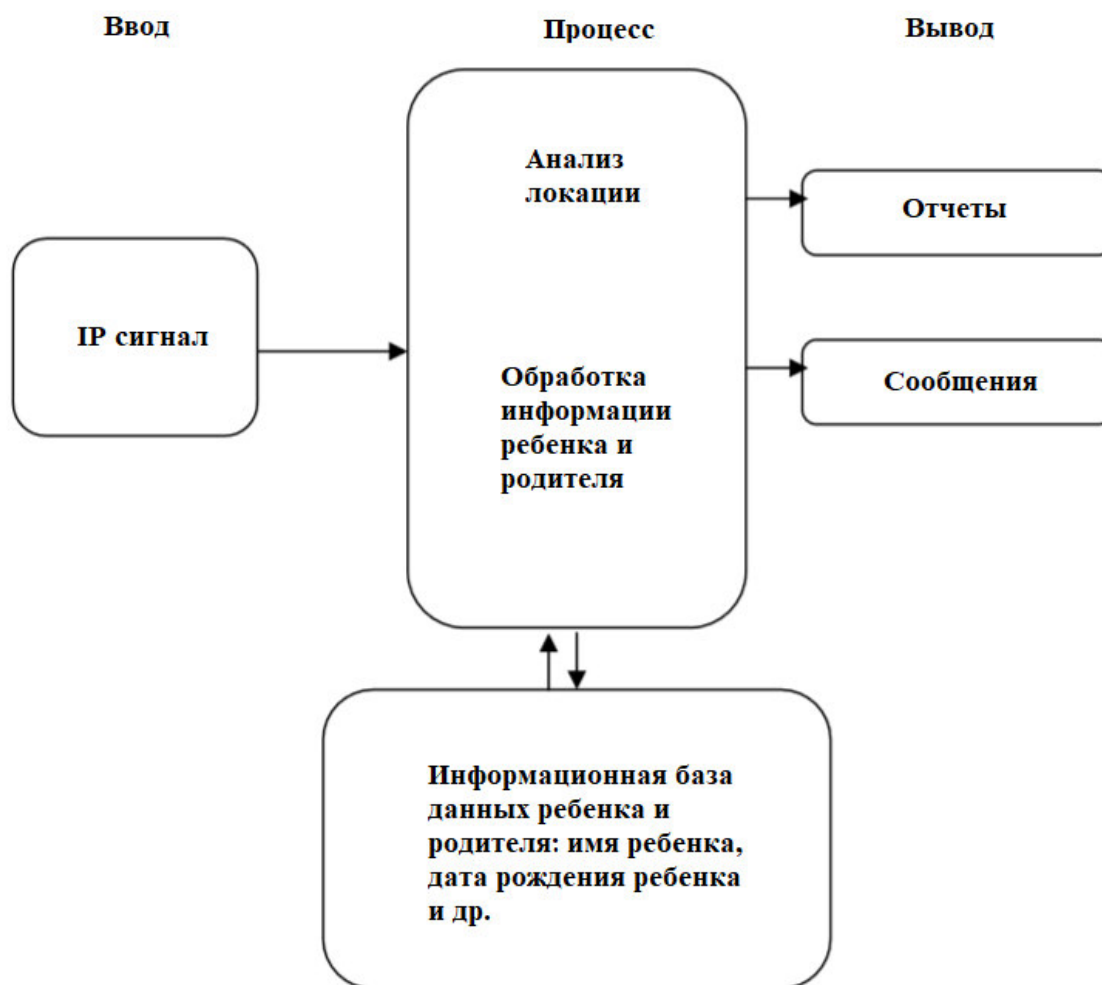 Ввод
Процесс
Вывод
IP сигнал
Анализ
локации
Обработка
информации
ребенка и
родителя
Отчеты
Сообщения
Информационная база
данных ребенка и
родителя: имя ребенка,
дата рождения ребенка
и др.